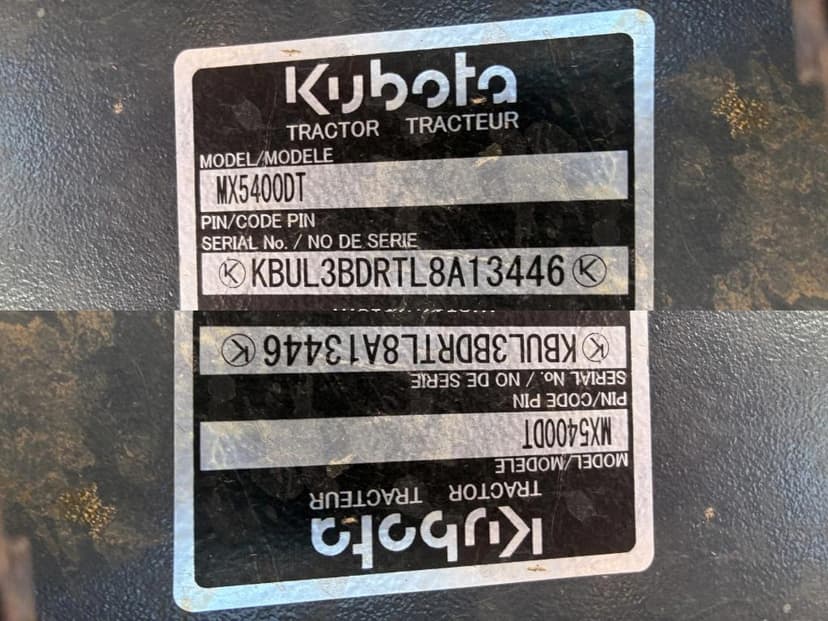 Kubota
TRACTOR TRACTEUR
MODEL/MODELE
MX5400DT
PIN/CODE PIN
SERIAL No. / NO DE SERIE
Ⓚ KBUL3BDRTL8A13446 Ⓚ
Ⓚ KBUL3BDRTL8A13446 Ⓚ
SERIAL No. / NO DE SERIE
PIN/CODE PIN
MX5400DT
MODEL/MODELE
TRACTOR TRACTEUR
Kubota